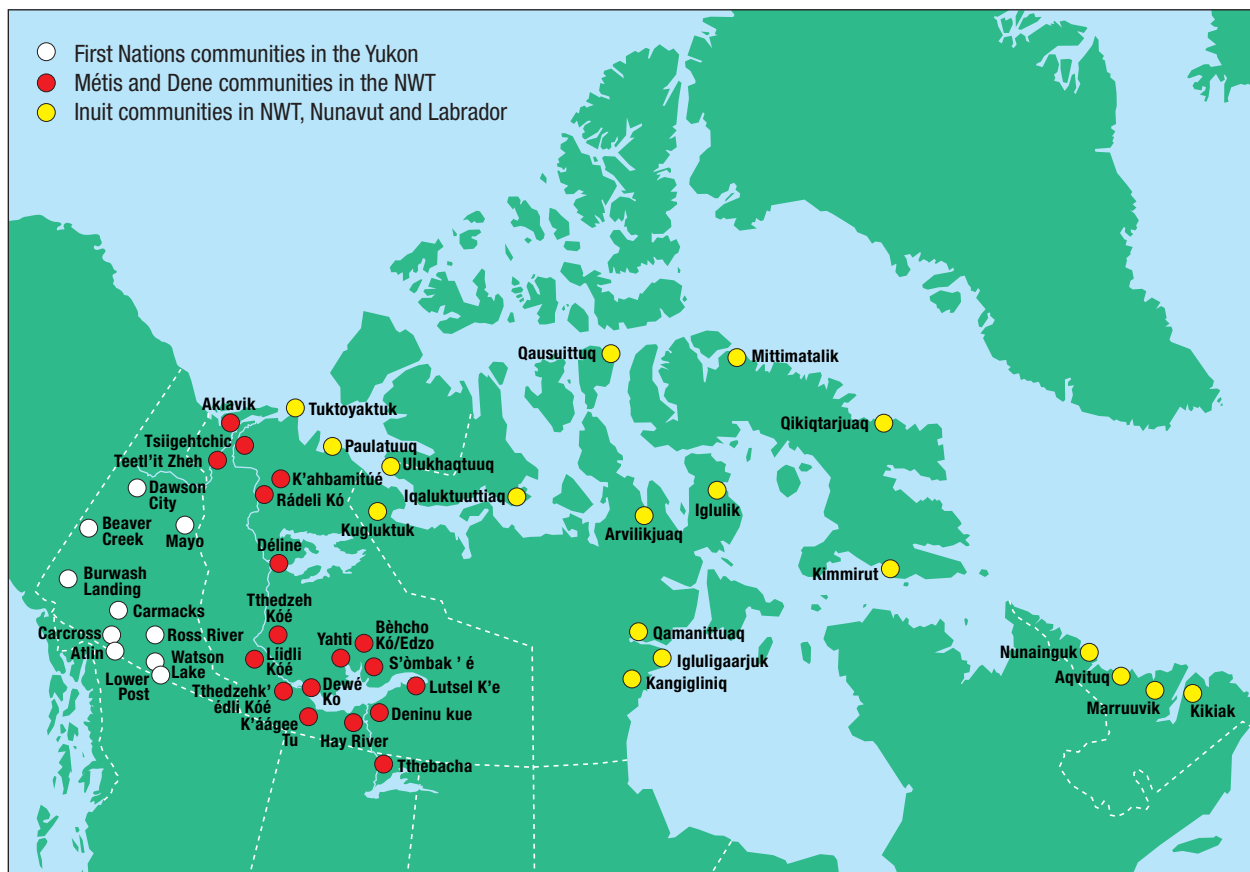 First Nations communities in the Yukon
Métis and Dene communities in the NWT
Inuit communities in NWT, Nunavut and Labrador
Qausuittuq
Mittimatalik
Aklavik
Tuktoyaktuk
Qikiqtarjuaq
Tsiigehtchic
Paulatuuq
Teetl'it Zheh
Ulukhaqtuuq
K'ahbamitúé
Dawson
City
Rádeli Kó
Iqaluktuuttiaq
Iglulik
Beaver
Creek
Mayo
Kugluktuk
Arvilikjuaq
Déline
Burwash
Landing
Kimmirut
Carmacks
Tthedzeh
Kóé
Bèhcho
Kó/Edzo
Carcross
Ross River
Yahti
Qamanittuaq
Atlin
Líidli
Kóé
S'òmbak ' é
Igluligaarjuk
Nunainguk
Watson
Lake
Lower
Post
Dewé
Kó
Lutsel K'e
Kangigliniq
Aqvituq
Tthedzehk'
édli Kóé
Marruuvik
Kikiak
K'áágee
Tu
Hay River
Deninu kue
Tthebacha